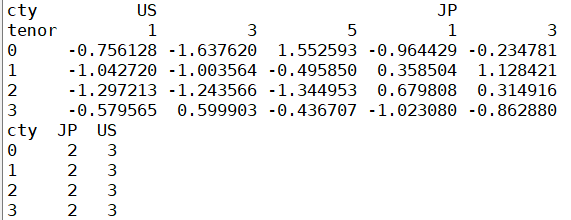 cty US JP
tenor 1 3 5 1 3
0 -0.756128 -1.637620 1.552593 -0.964429 -0.234781
1 -1.042720 -1.003564 -0.495850 0.358504 1.128421
2 -1.297213 -1.243566 -1.344953 0.679808 0.314916
3 -0.579565 0.599903 -0.436707 -1.023080 -0.862880
cty JP US
0 2 3
1 2 3
2 2 3
3 2 3